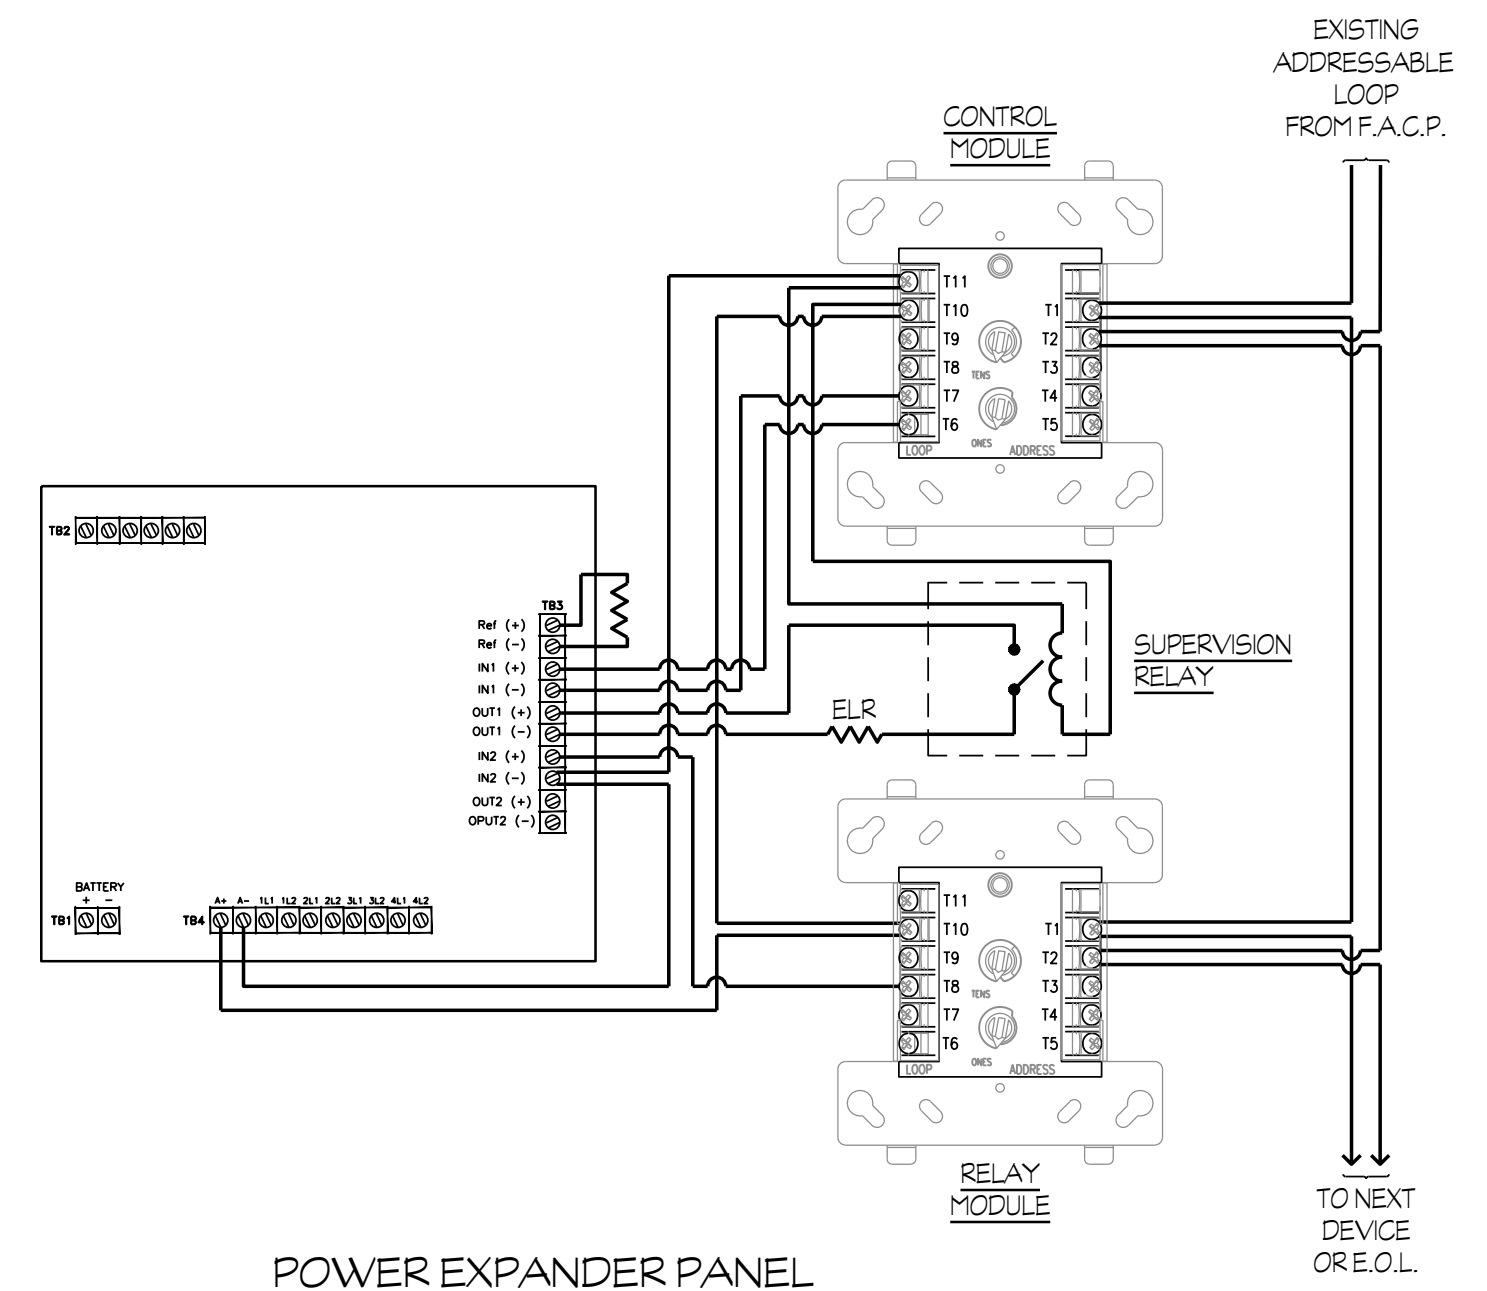 EXISTING
ADDRESSABLE
LOOP
FROM F.A.C.P.
CONTROL
MODULE
T11
T10
T9
T8
T7
T6
T1
T2
T3
T4
T5
TENS
ONES
LOOP
ADDRESS
TB2
TB3
Ref (+)
Ref (-)
IN1 (+)
IN1 (-)
OUT1 (+)
OUT1 (-)
IN2 (+)
IN2 (-)
OUT2 (+)
OPUT2 (-)
ELR
SUPERVISION
RELAY
BATTERY
+ -
TB1
TB4
A+ A- 1L1 1L2 2L1 2L2 3L1 3L2 4L1 4L2
T11
T10
T9
T8
T7
T6
T1
T2
T3
T4
T5
TENS
ONES
LOOP
ADDRESS
RELAY
MODULE
TO NEXT
DEVICE
OR E.O.L.
POWER EXPANDER PANEL